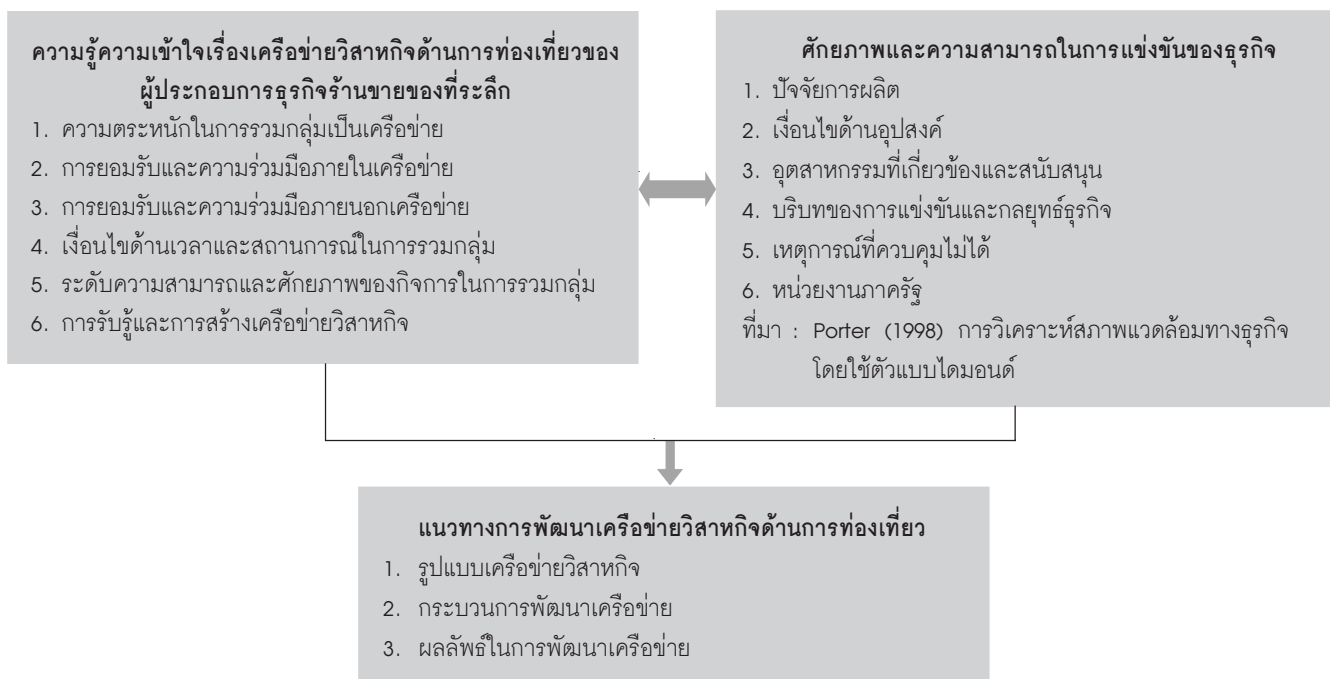 ความรู้ความเข้าใจเรื่องเครือข่ายวิสาหกิจด้านการท่องเที่ยวของ
ผู้ประกอบการธุรกิจร้านขายของที่ระลึก
1. ความตระหนักในการรวมกลุ่มเป็นเครือข่าย
2. การยอมรับและความร่วมมือภายในเครือข่าย
3. การยอมรับและความร่วมมือภายนอกเครือข่าย
4. เงื่อนไขด้านเวลาและสถานการณ์ในการรวมกลุ่ม
5. ระดับความสามารถและศักยภาพของกิจการในการรวมกลุ่ม
6. การรับรู้และการสร้างเครือข่ายวิสาหกิจ
ศักยภาพและความสามารถในการแข่งขันของธุรกิจ
1. ปัจจัยการผลิต
2. เงื่อนไขด้านอุปสงค์
3. อุตสาหกรรมที่เกี่ยวข้องและสนับสนุน
4. บริบทของการแข่งขันและกลยุทธ์ธุรกิจ
5. เหตุการณ์ที่ควบคุมไม่ได้
6. หน่วยงานภาครัฐ
ที่มา : Porter (1998) การวิเคราะห์สภาพแวดล้อมทางธุรกิจ
โดยใช้ตัวแบบไดมอนด์
แนวทางการพัฒนาเครือข่ายวิสาหกิจด้านการท่องเที่ยว
1. รูปแบบเครือข่ายวิสาหกิจ
2. กระบวนการพัฒนาเครือข่าย
3. ผลลัพธ์ในการพัฒนาเครือข่าย